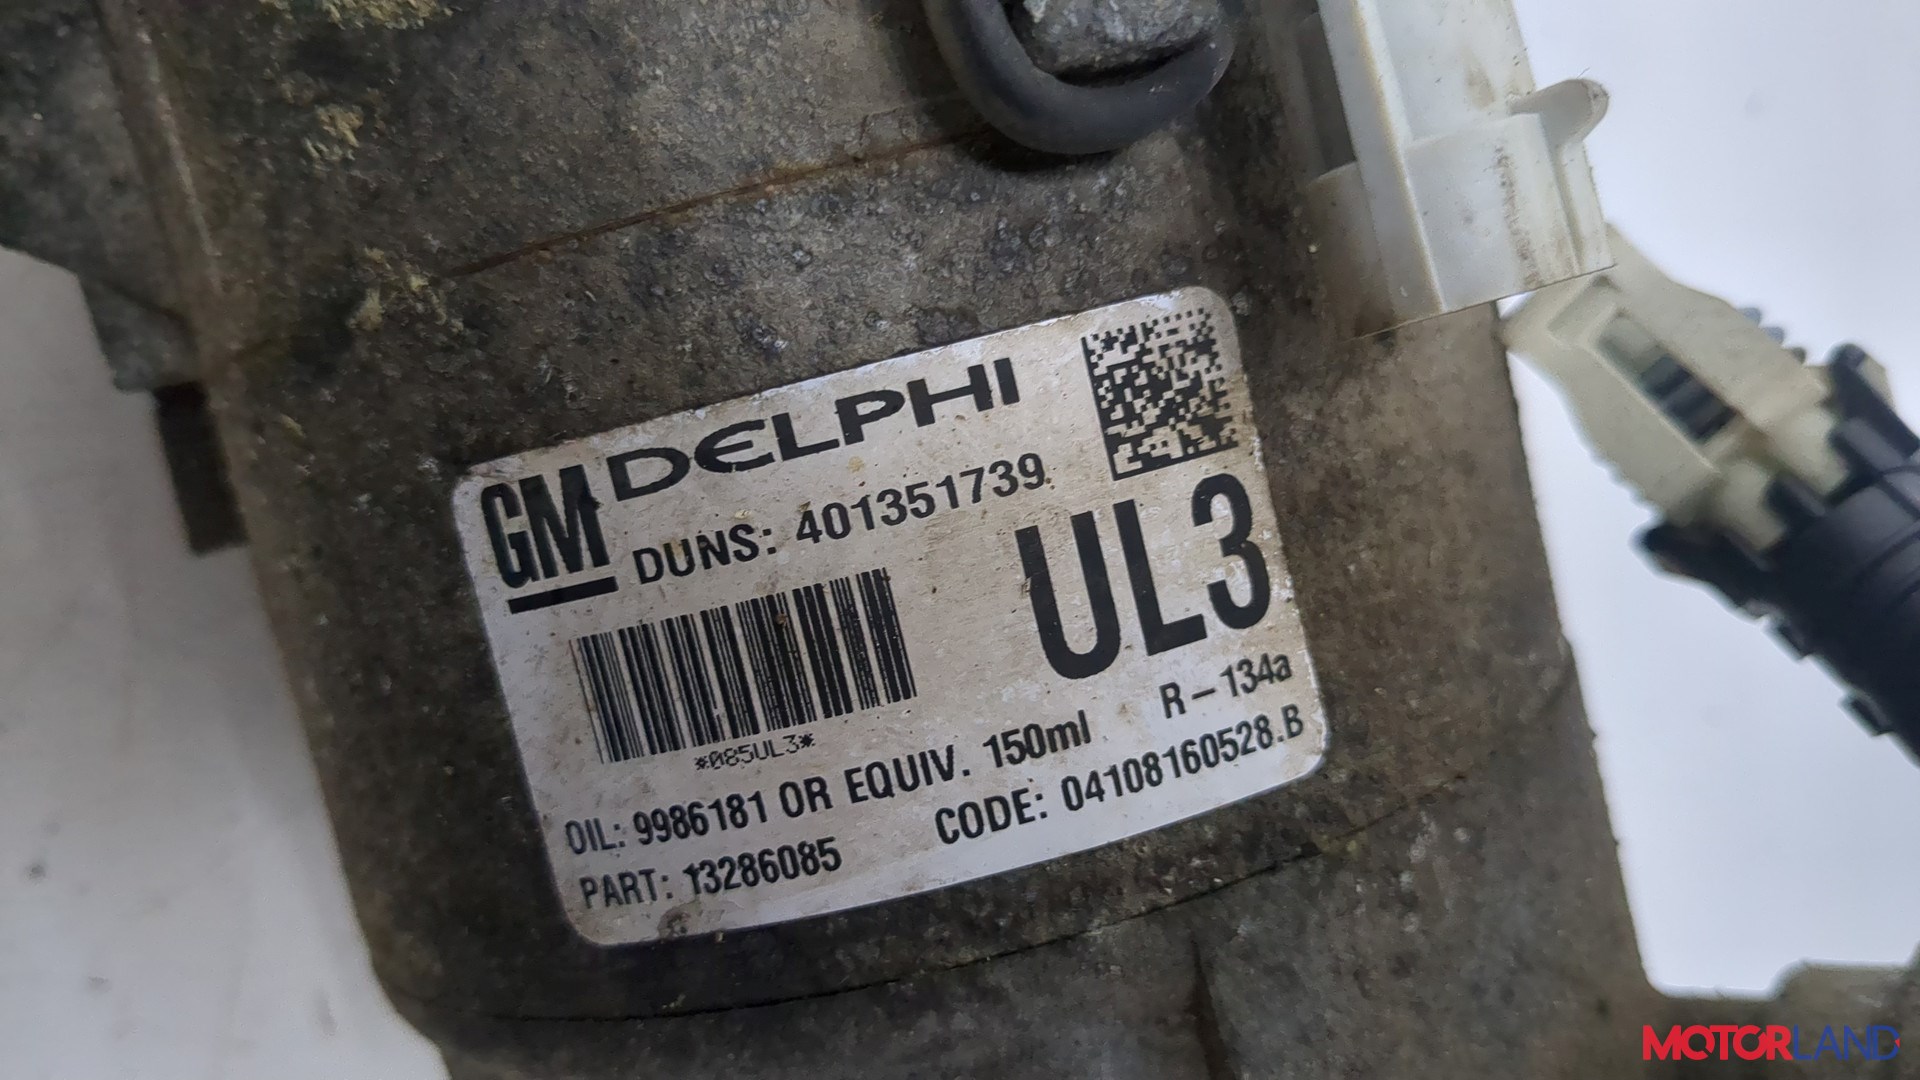 GM DELPHI
DUNS: 401351739
UL3
*085UL3*
R-134a
OIL: 9986181 OR EQUIV. 150ml
PART: 13286085 CODE: 04108160528.B
MOTORLAND